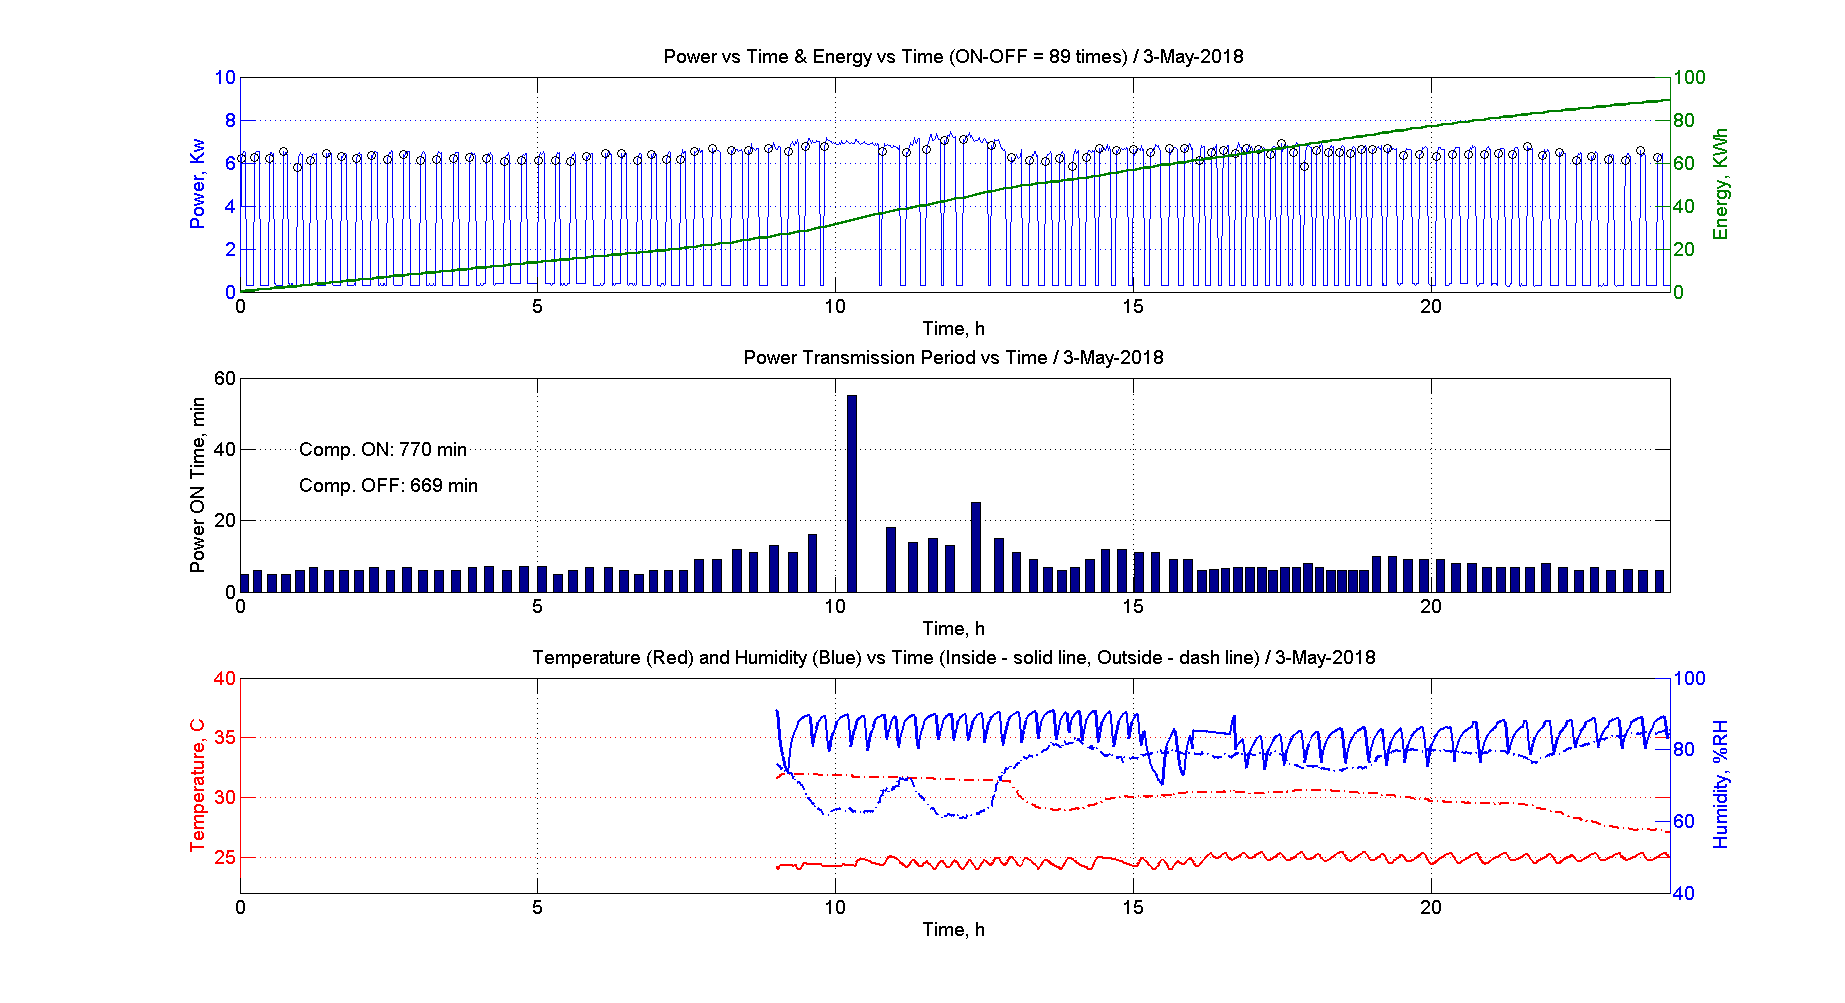 Power vs Time & Energy vs Time (ON-OFF = 89 times) / 3-May-2018
10 100
8 80
6 60
4 40
2 20
0 0
Power, Kw
Energy, KWh
0 5 10 15 20
Time, h
Power Transmission Period vs Time / 3-May-2018
60
40
20
0
Power ON Time, min
Comp. ON: 770 min
Comp. OFF: 669 min
0 5 10 15 20
Time, h
Temperature (Red) and Humidity (Blue) vs Time (Inside - solid line, Outside - dash line) / 3-May-2018
40 100
35 80
30 60
25 40
Temperature, C
Humidity, %RH
0 5 10 15 20
Time, h